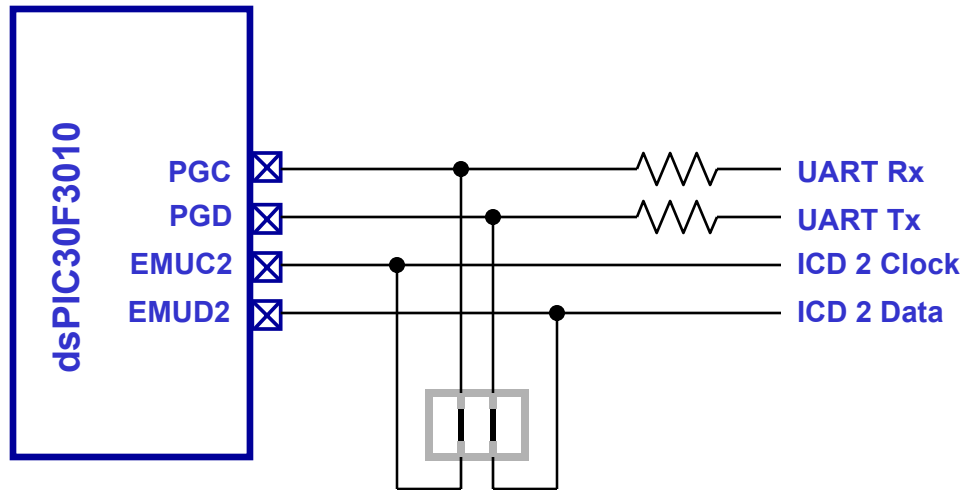 dsPIC30F3010
PGC
UART Rx
PGD
UART Tx
EMUC2
ICD 2 Clock
EMUD2
ICD 2 Data